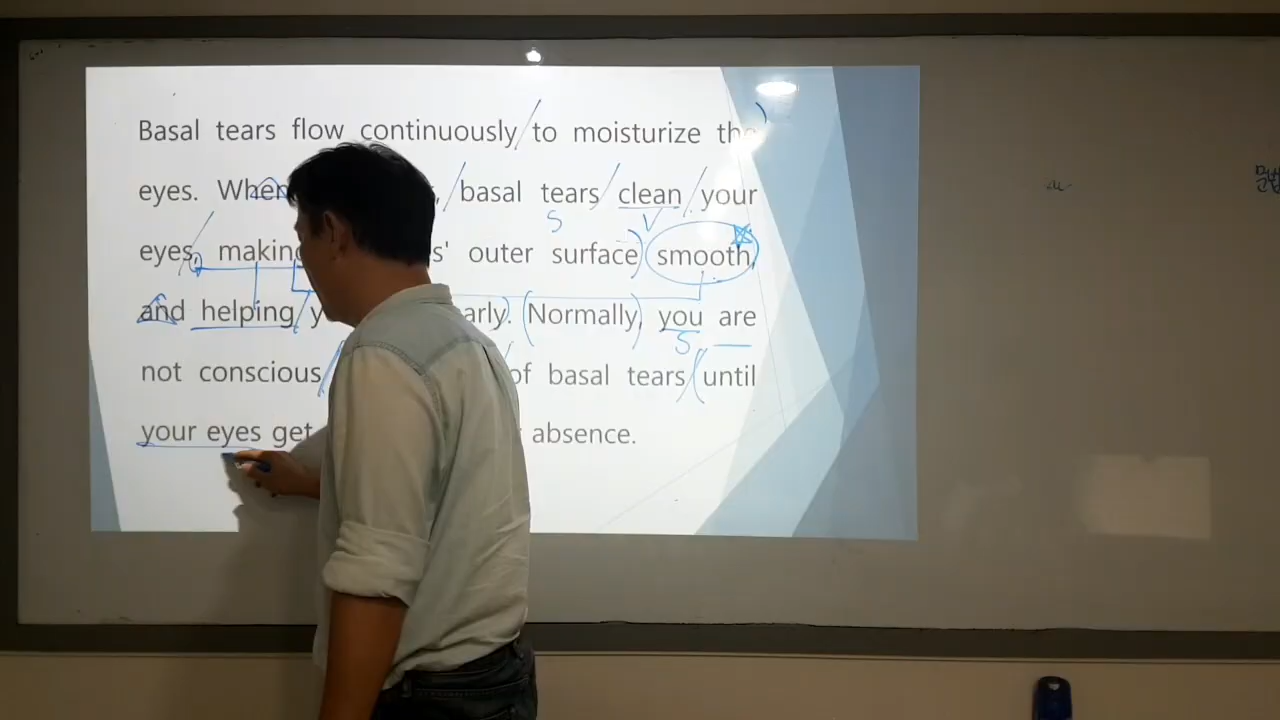 Basal tears flow continuously to moisturize the
eyes. When basal tears clean your
S V
eyes, making s' outer surface smooth,
and helping y arly. Normally, you are
S
not conscious of basal tears until
your eyes get absence.